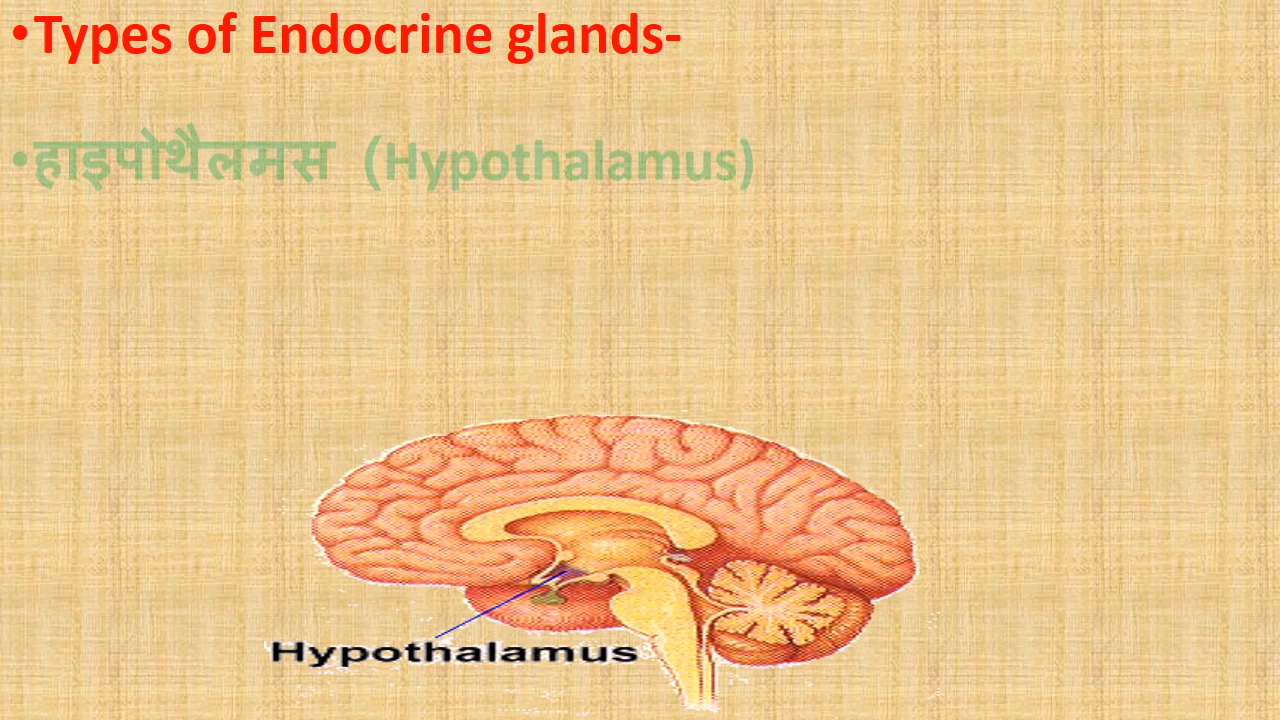 •Types of Endocrine glands-
•हाइपोथैलमस (Hypothalamus)
Hypothalamus